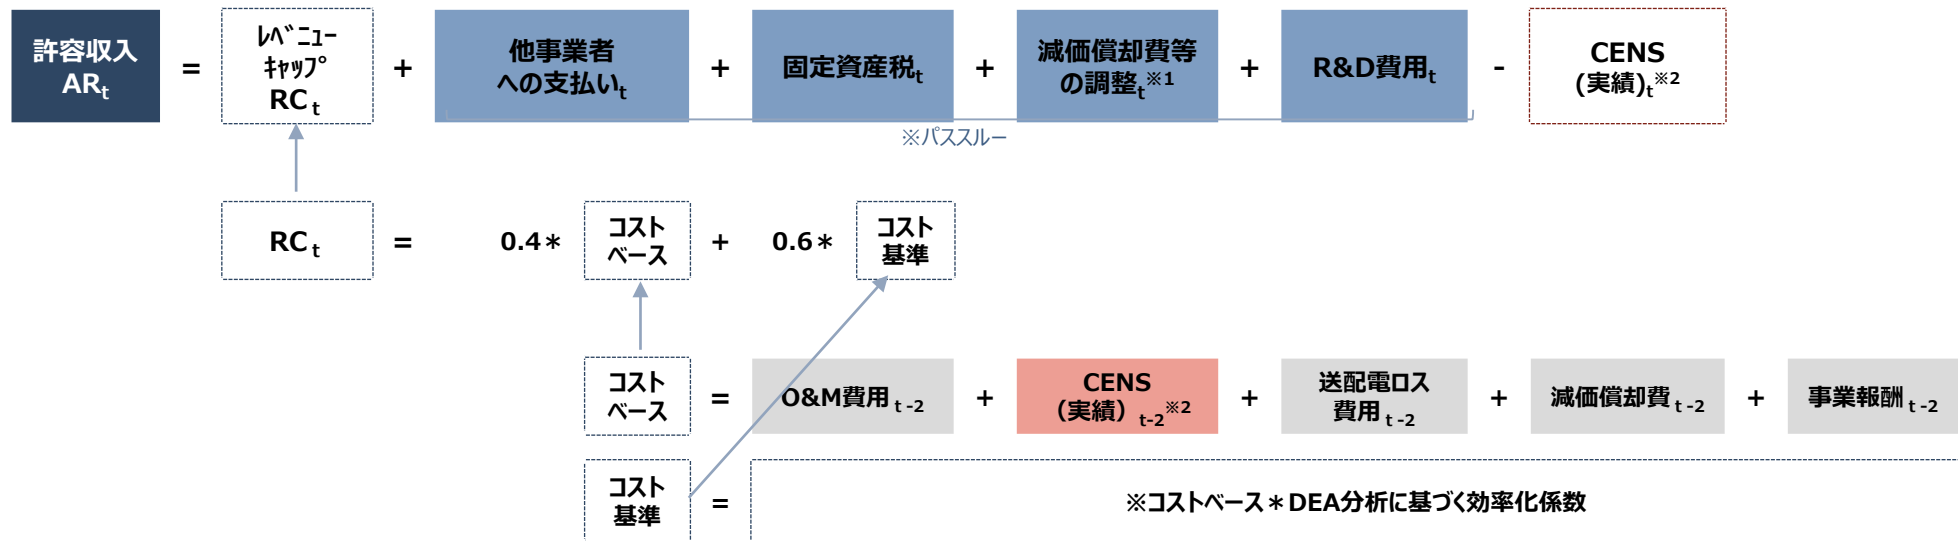 許容収入 ARt = ﾚﾍﾞﾆｭｰ ｷｬｯﾌﾟ RCt + 他事業者 への支払いt + 固定資産税t + 減価償却費等 の調整t※1 + R&D費用t - CENS (実績)t※2
※パススルー
RCt = 0.4＊ コスト ベース + 0.6＊ コスト 基準
コスト ベース = O&M費用t-2 + CENS （実績）t-2※2 + 送配電ロス 費用t-2 + 減価償却費t-2 + 事業報酬t-2
コスト 基準 = ※コストベース＊DEA分析に基づく効率化係数